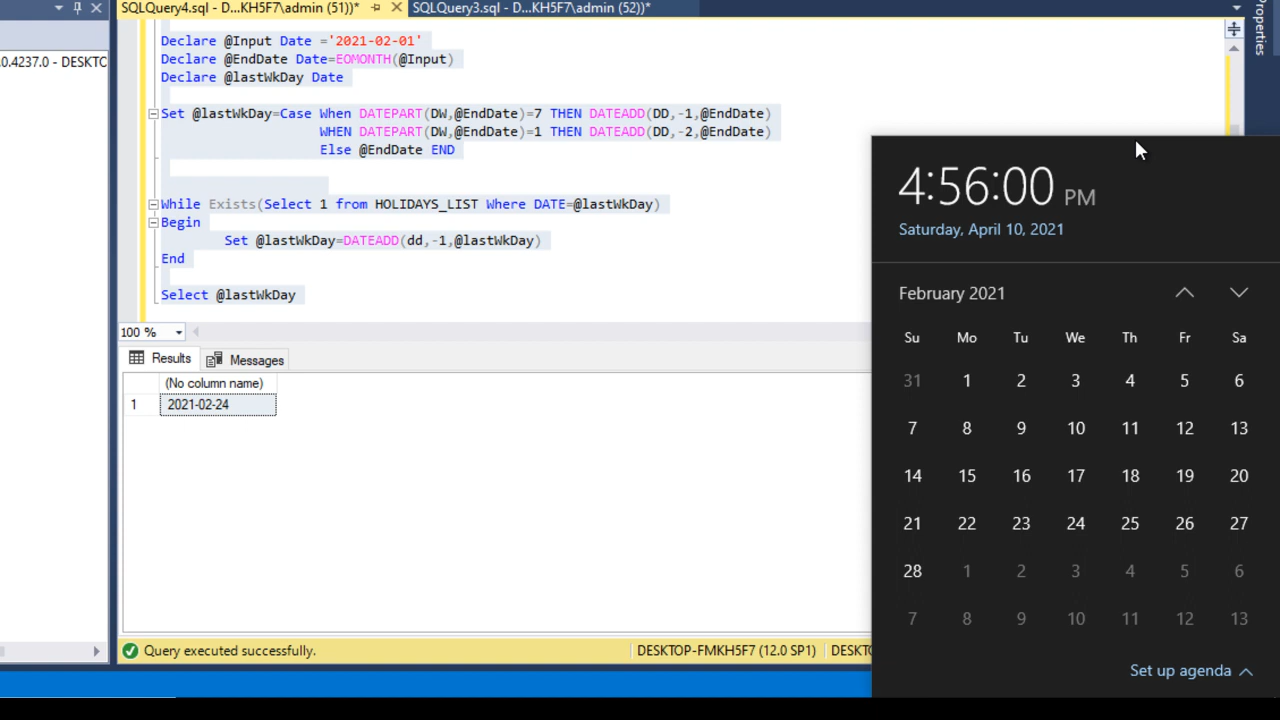 SQLQuery4.sql - D...KH5F7\admin (51))*
SQLQuery3.sql - D...KH5F7\admin (52))*
Properties
.0.4237.0 - DESKTO
Declare @Input Date ='2021-02-01'
Declare @EndDate Date=EOMONTH(@Input)
Declare @lastWkDay Date
Set @lastWkDay=Case When DATEPART(DW,@EndDate)=7 THEN DATEADD(DD,-1,@EndDate)
WHEN DATEPART(DW,@EndDate)=1 THEN DATEADD(DD,-2,@EndDate)
Else @EndDate END
While Exists(Select 1 from HOLIDAYS_LIST Where DATE=@lastWkDay)
Begin
Set @lastWkDay=DATEADD(dd,-1,@lastWkDay)
End
Select @lastWkDay
100 %
Results Messages
(No column name)
1 2021-02-24
Query executed successfully.
DESKTOP-FMKH5F7 (12.0 SP1) DESKTO
4:56:00 PM
Saturday, April 10, 2021
February 2021
Su Mo Tu We Th Fr Sa
31 1 2 3 4 5 6
7 8 9 10 11 12 13
14 15 16 17 18 19 20
21 22 23 24 25 26 27
28 1 2 3 4 5 6
7 8 9 10 11 12 13
Set up agenda